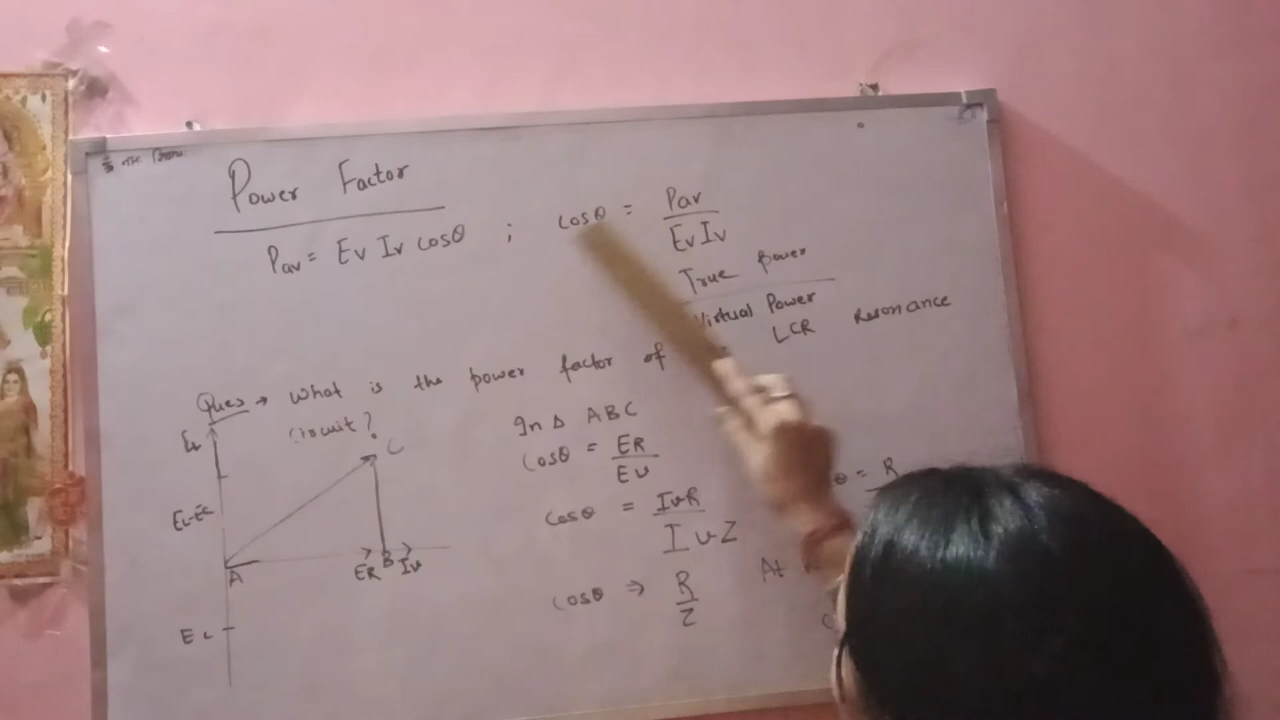 Power Factor
Pav = Ev Iv cosθ ; cosθ = Pav / Ev Iv
True power / Virtual Power
Ques → What is the power factor of LCR Resonance
circuit?
In Δ ABC
cosθ = ER / Ev
cosθ = IvR / IvZ
cosθ ⇒ R / Z
θ = R
At
EL
EL-EC
C
A
ER B Iv